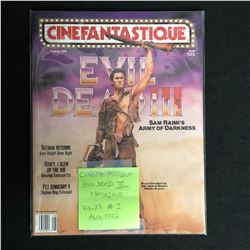 CINEFANTASTIQUE
EVIL
DEAD III
SAM RAIMI'S
ARMY OF DARKNESS
BATMAN RETURNS
HONEY, I BLEW
UP THE KID
PET SEMATARY II
CINEFANTASTIQUE
EVIL DEAD III
MAGAZINE
VOL. 23 #1
AUG, 1992